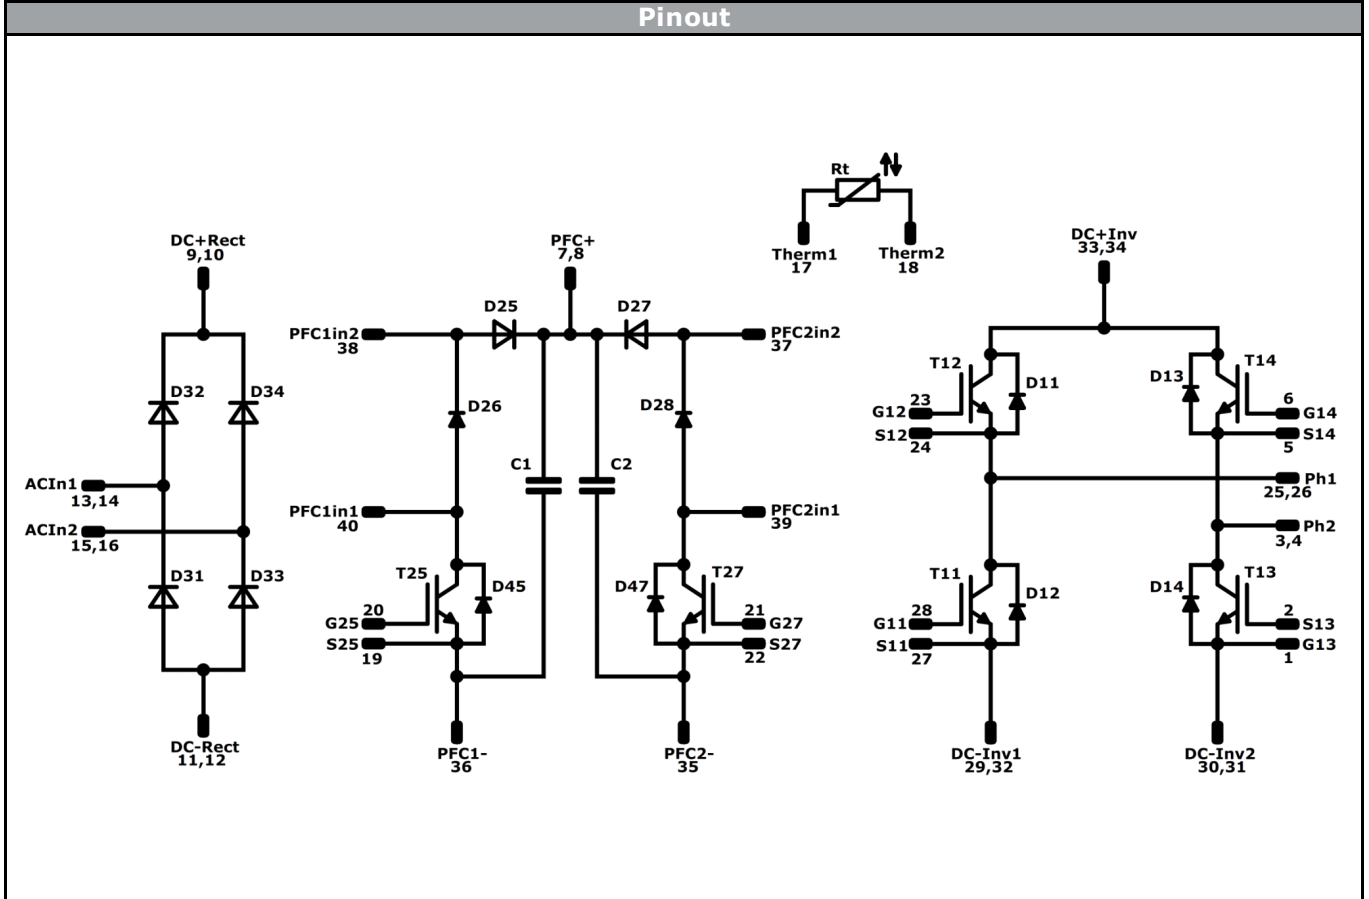 Pinout
Rt
Therm1
17
Therm2
18
DC+Rect
9,10
D32
D34
ACIn1
13,14
ACIn2
15,16
D31
D33
DC-Rect
11,12
PFC+
7,8
D25
D27
PFC1in2
38
PFC2in2
37
D26
D28
C1
C2
PFC1in1
40
PFC2in1
39
T25
D45
D47
T27
20
G25
S25
19
21
G27
S27
22
PFC1-
36
PFC2-
35
DC+Inv
33,34
T12
D11
D13
T14
23
G12
S12
24
6
G14
S14
5
Ph1
25,26
Ph2
3,4
T11
D12
D14
T13
28
G11
S11
27
2
S13
G13
1
DC-Inv1
29,32
DC-Inv2
30,31